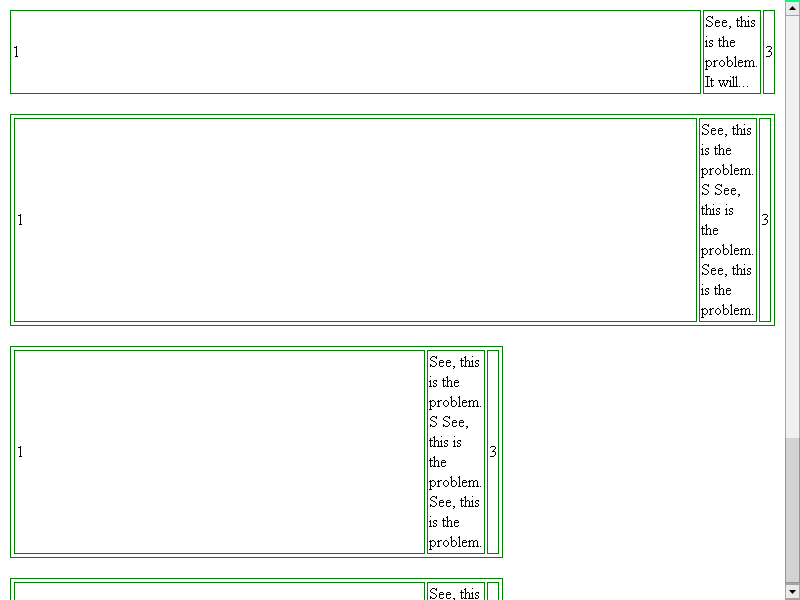 See, this
is the
1 problem. 3
It will...
See, this
is the
problem.
S See,
this is
1 the 3
problem.
See, this
is the
problem.
See, this
is the
problem.
S See,
this is
1 the 3
problem.
See, this
is the
problem.
See, this